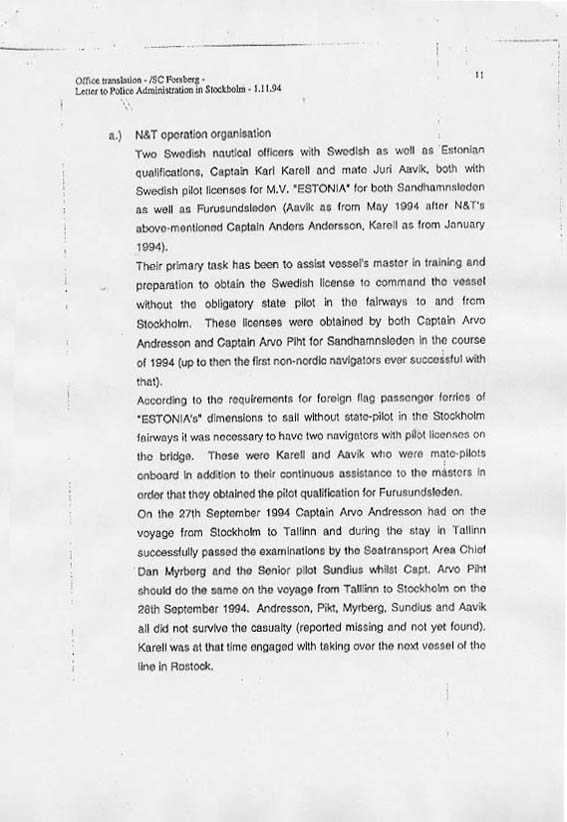 Office translation - /SC Forsberg -
Letter to Police Administration in Stockholm - 1.11.94
11
a.) N&T operation organisation
Two Swedish nautical officers with Swedish as well as Estonian
qualifications, Captain Karl Karell and mate Juri Aavik, both with
Swedish pilot licenses for M.V. "ESTONIA" for both Sandhamnsleden
as well as Furusundsleden (Aavik as from May 1994 after N&T's
above-mentioned Captain Anders Andersson, Karell as from January
1994).
Their primary task has been to assist vessel's master in training and
preparation to obtain the Swedish license to command the vessel
without the obligatory state pilot in the fairways to and from
Stockholm. These licenses were obtained by both Captain Arvo
Andresson and Captain Arvo Piht for Sandhamnsleden in the course
of 1994 (up to then the first non-nordic navigators ever successful with
that).
According to the requirements for foreign flag passenger ferries of
"ESTONIA's" dimensions to sail without state-pilot in the Stockholm
fairways it was necessary to have two navigators with pilot licenses on
the bridge. These were Karell and Aavik who were mate-pilots
onboard in addition to their continuous assistance to the masters in
order that they obtained the pilot qualification for Furusundsleden.
On the 27th September 1994 Captain Arvo Andresson had on the
voyage from Stockholm to Tallinn and during the stay in Tallinn
successfully passed the examinations by the Seatransport Area Chief
Dan Myrberg and the Senior pilot Sundius whilst Capt. Arvo Piht
should do the same on the voyage from Talllinn to Stockholm on the
28th September 1994. Andresson, Pikt, Myrberg, Sundius and Aavik
all did not survive the casualty (reported missing and not yet found).
Karell was at that time engaged with taking over the next vessel of the
line in Rostock.